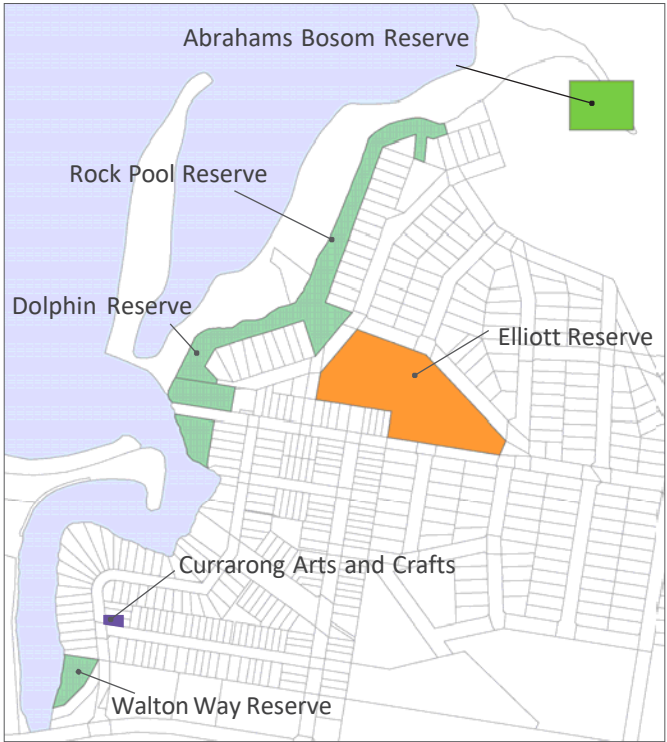 Abrahams Bosom Reserve
Rock Pool Reserve
Dolphin Reserve
Elliott Reserve
Currarong Arts and Crafts
Walton Way Reserve